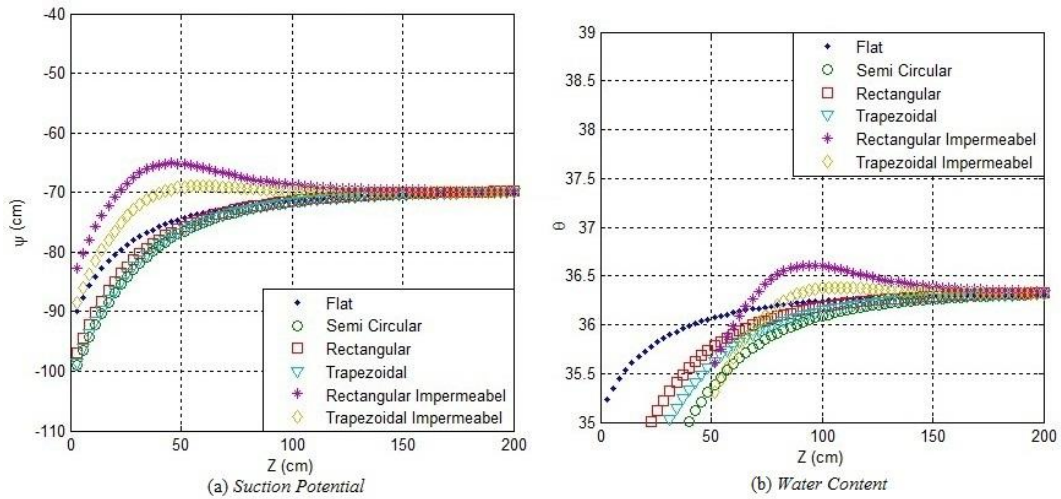 -40
-50
-60
-70
-80
-90
-100
-110
ψ (cm)
0
50
100
150
200
Z (cm)
Flat
Semi Circular
Rectangular
Trapezoidal
Rectangular Impermeabel
Trapezoidal Impermeabel
(a) Suction Potential
39
38.5
38
37.5
37
36.5
36
35.5
35
θ
0
50
100
150
200
Z (cm)
Flat
Semi Circular
Rectangular
Trapezoidal
Rectangular Impermeabel
Trapezoidal Impermeabel
(b) Water Content